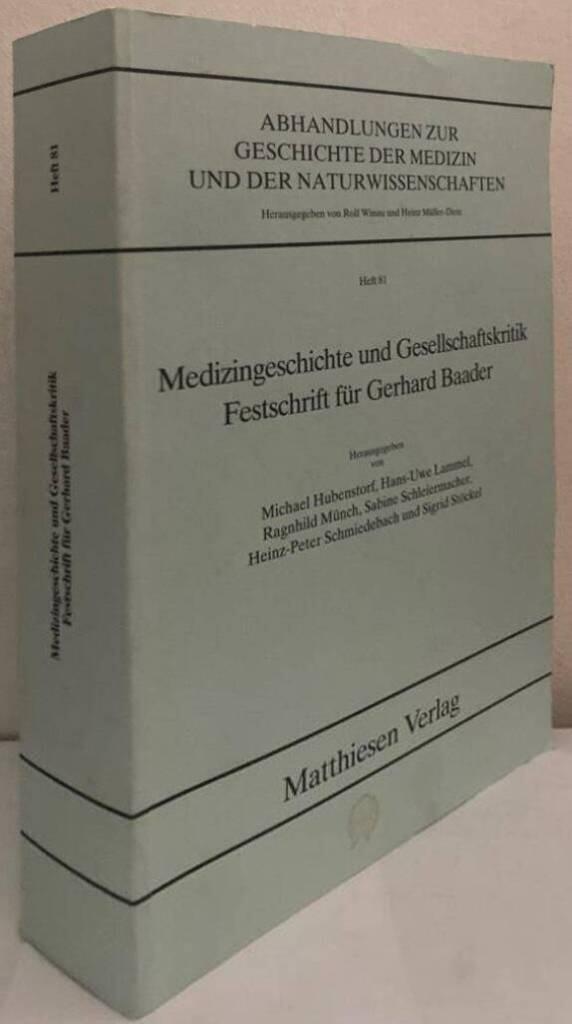 Heft 81
Medizingeschichte und Gesellschaftskritik
Festschrift für Gerhard Baader
ABHANDLUNGEN ZUR
GESCHICHTE DER MEDIZIN
UND DER NATURWISSENSCHAFTEN
Herausgegeben von Rolf Winau und Heinz Müller-Dietz
Heft 81
Medizingeschichte und Gesellschaftskritik
Festschrift für Gerhard Baader
Herausgegeben
von
Michael Hubenstorf, Hans-Uwe Lammel,
Ragnhild Münch, Sabine Schleiermacher,
Heinz-Peter Schmiedebach und Sigrid Stöckel
Matthiesen Verlag